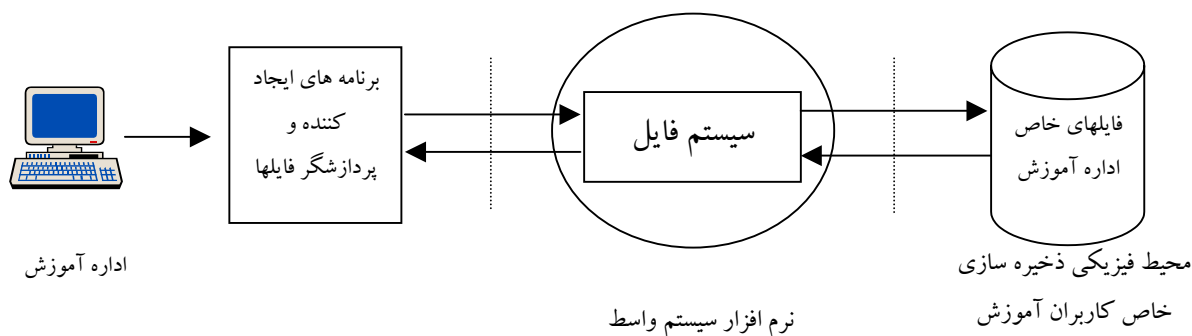 برنامه های ایجاد
کننده و
پردازشگر فایلها
سیستم فایل
فایلهای خاص
اداره آموزش
اداره آموزش
محیط فیزیکی ذخیره سازی
خاص کاربران آموزش
نرم افزار سیستم واسط